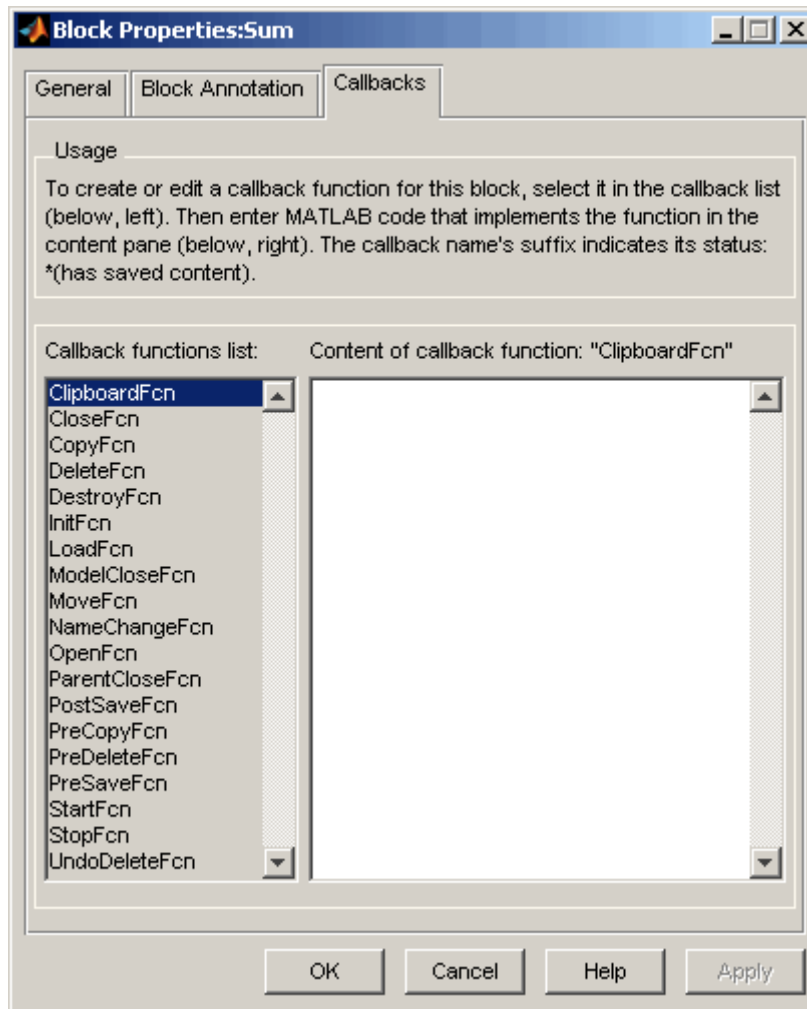 Block Properties:Sum
General Block Annotation Callbacks
Usage
To create or edit a callback function for this block, select it in the callback list
(below, left). Then enter MATLAB code that implements the function in the
content pane (below, right). The callback name's suffix indicates its status:
*(has saved content).
Callback functions list: Content of callback function: "ClipboardFcn"
ClipboardFcn
CloseFcn
CopyFcn
DeleteFcn
DestroyFcn
InitFcn
LoadFcn
ModelCloseFcn
MoveFcn
NameChangeFcn
OpenFcn
ParentCloseFcn
PostSaveFcn
PreCopyFcn
PreDeleteFcn
PreSaveFcn
StartFcn
StopFcn
UndoDeleteFcn
OK Cancel Help Apply